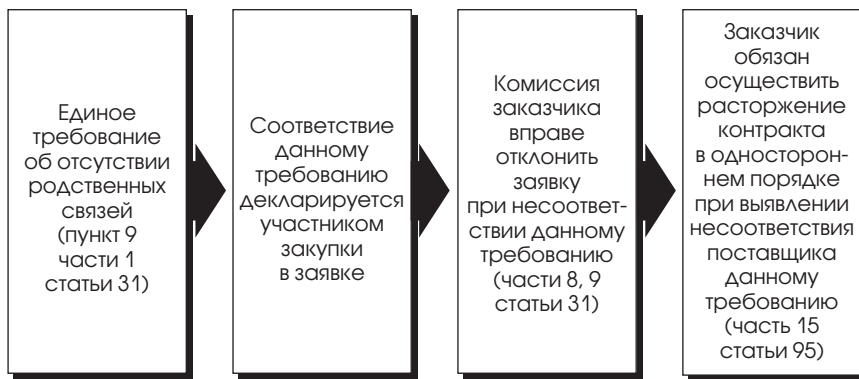 Единое
требование
об отсутствии
родственных
связей
(пункт 9
части 1
статьи 31)
Соответствие
данному
требованию
декларируется
участником
закупки
в заявке
Комиссия
заказчика
вправе
отклонить
заявку
при несоответ-
ствии данному
требованию
(части 8, 9
статьи 31)
Заказчик
обязан
осуществить
расторжение
контракта
в односторон-
нем порядке
при выявлении
несоответствия
поставщика
данному
требованию
(часть 15
статьи 95)